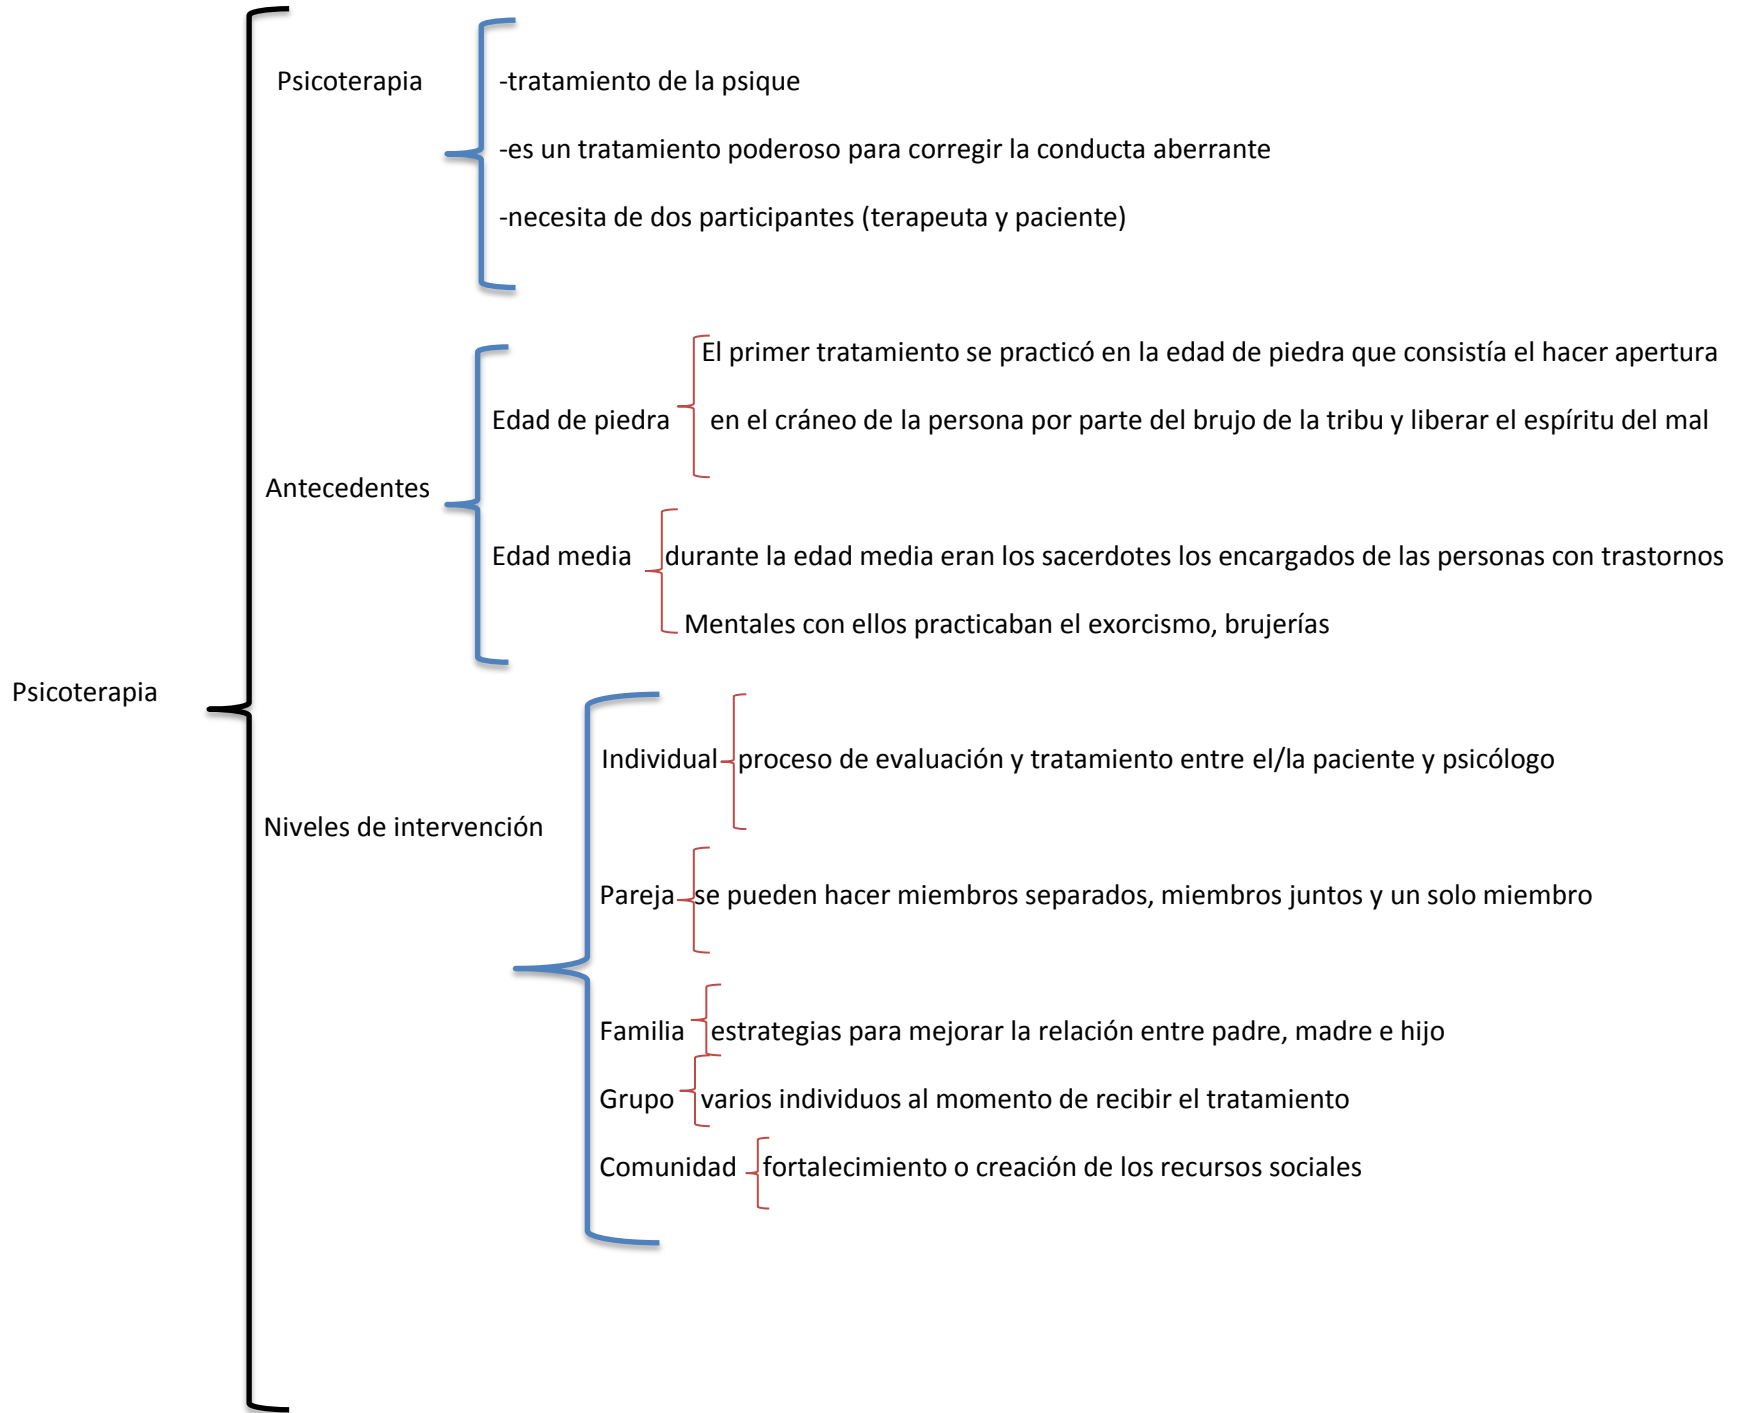 Psicoterapia
Psicoterapia
-tratamiento de la psique
-es un tratamiento poderoso para corregir la conducta aberrante
-necesita de dos participantes (terapeuta y paciente)
Antecedentes
Edad de piedra
El primer tratamiento se practicó en la edad de piedra que consistía el hacer apertura
en el cráneo de la persona por parte del brujo de la tribu y liberar el espíritu del mal
Edad media
durante la edad media eran los sacerdotes los encargados de las personas con trastornos
Mentales con ellos practicaban el exorcismo, brujerías
Niveles de intervención
Individual
proceso de evaluación y tratamiento entre el/la paciente y psicólogo
Pareja
se pueden hacer miembros separados, miembros juntos y un solo miembro
Familia
estrategias para mejorar la relación entre padre, madre e hijo
Grupo
varios individuos al momento de recibir el tratamiento
Comunidad
fortalecimiento o creación de los recursos sociales